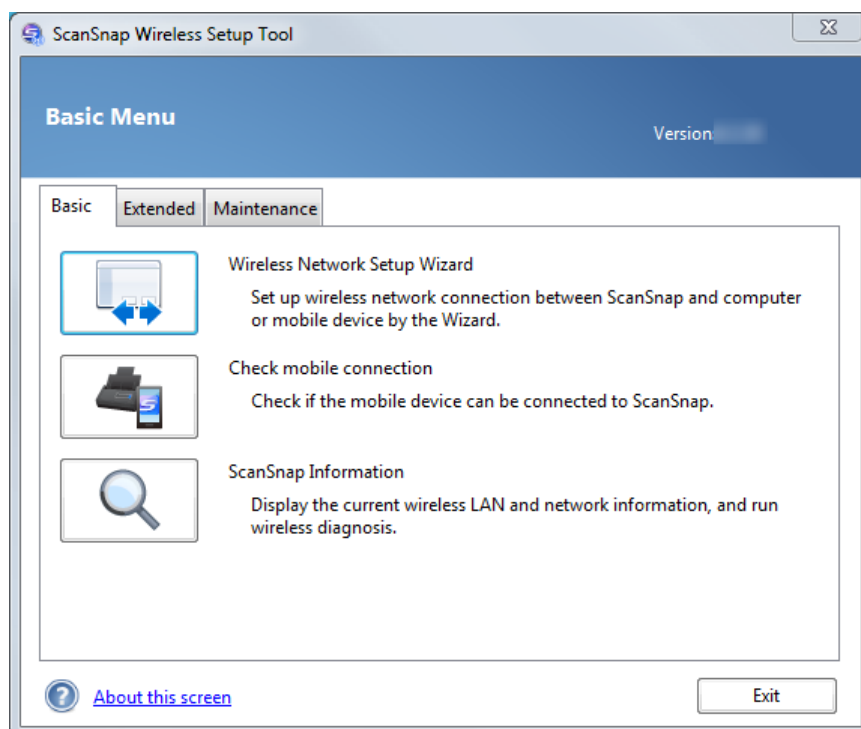 ScanSnap Wireless Setup Tool
Basic Menu
Version:
Basic
Extended
Maintenance
Wireless Network Setup Wizard
Set up wireless network connection between ScanSnap and computer
or mobile device by the Wizard.
Check mobile connection
Check if the mobile device can be connected to ScanSnap.
ScanSnap Information
Display the current wireless LAN and network information, and run
wireless diagnosis.
About this screen
Exit